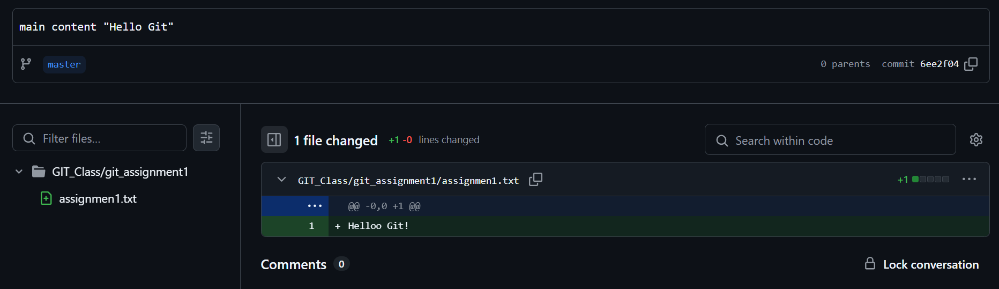 main content "Hello Git"
master
0 parents commit 6ee2f04
Filter files...
GIT_Class/git_assignment1
assignmen1.txt
1 file changed +1 -0 lines changed
Search within code
GIT_Class/git_assignment1/assignmen1.txt
+1
@@ -0,0 +1 @@
1 + Helloo Git!
Comments 0
Lock conversation